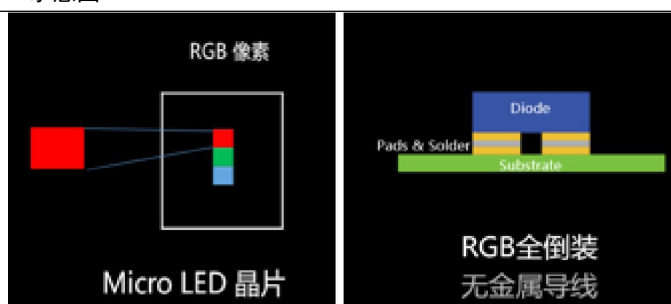 RGB 像素
Micro LED 晶片
Diode
Pads & Solder
Substrate
RGB全倒装
无金属导线